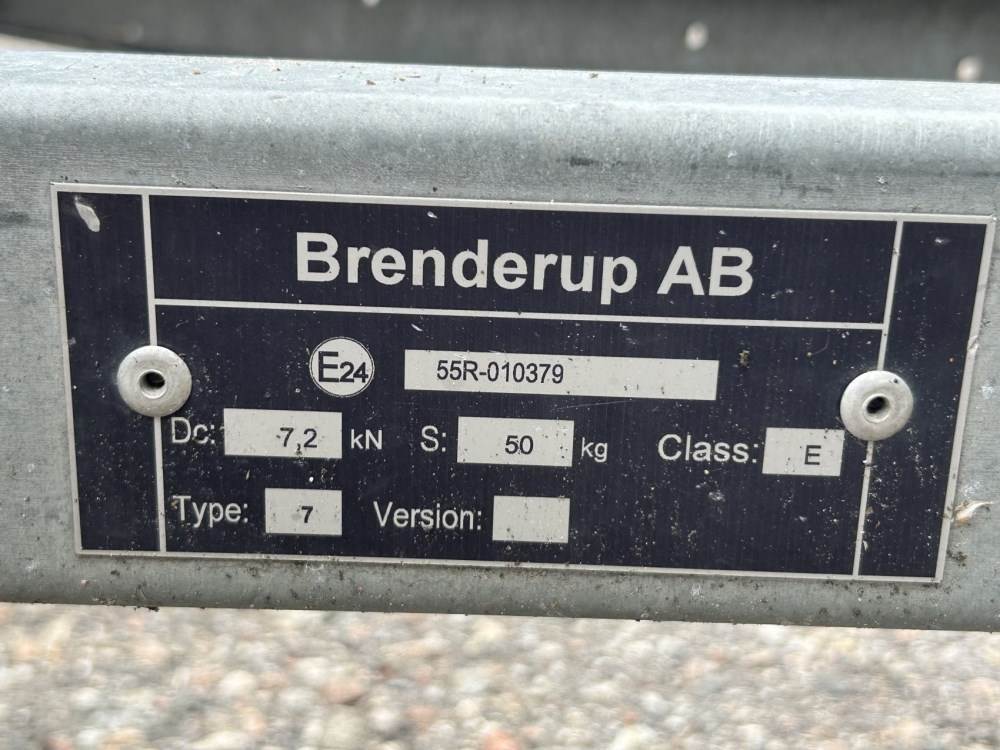 Brenderup AB
E24 55R-010379
Dc: 7,2 kN S: 50 kg Class: E
Type: 7 Version: